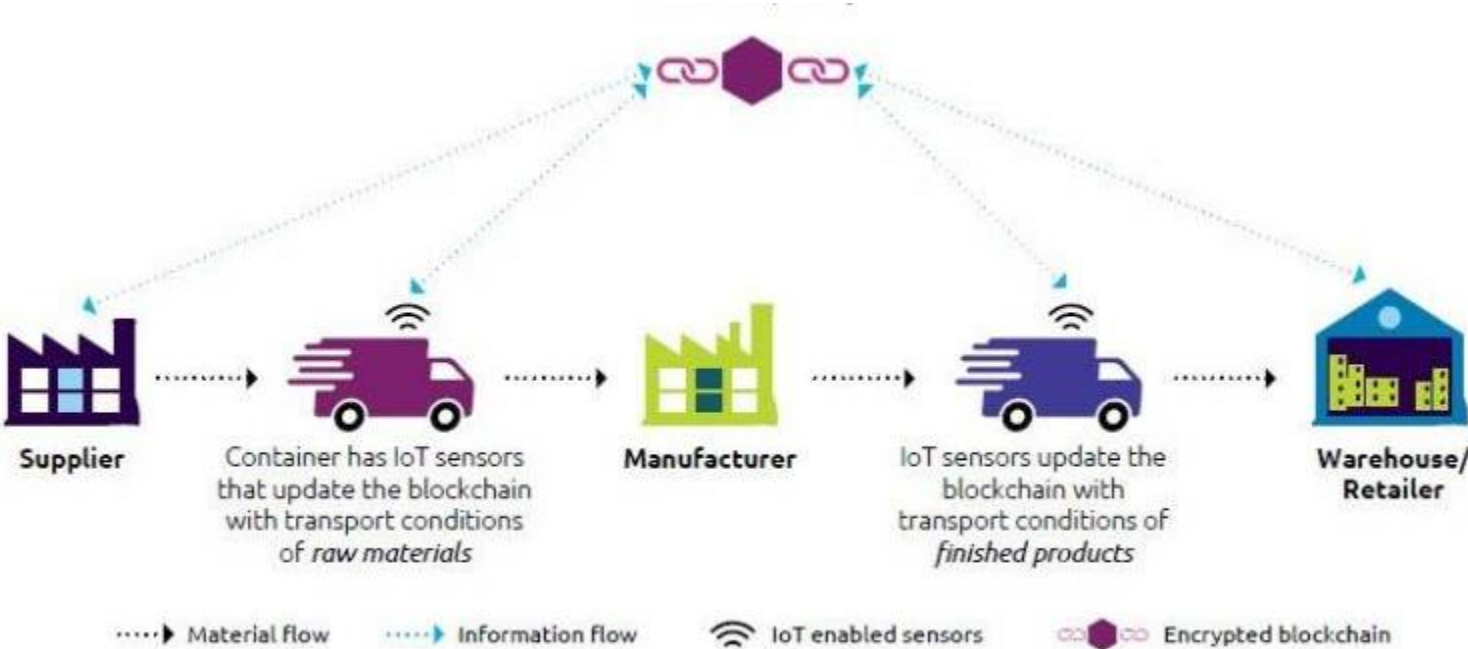 Supplier
Container has IoT sensors
that update the blockchain
with transport conditions
of raw materials
Manufacturer
IoT sensors update the
blockchain with
transport conditions of
finished products
Warehouse/
Retailer
Material flow
Information flow
IoT enabled sensors
Encrypted blockchain